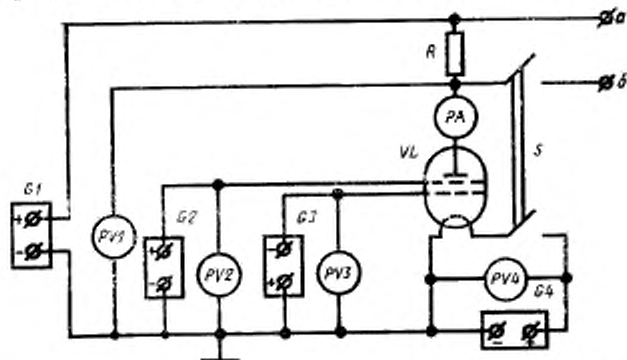 а
R
б
PA
VL
S
G1
+
-
PV1
G2
+
-
PV2
G3
-
+
PV3
PV4
G4
-
+